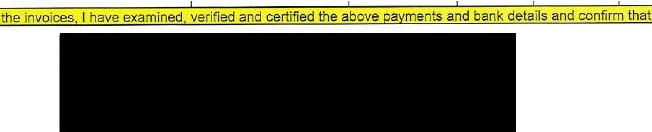 the invoices, I have examined, verified and certified the above payments and bank details and confirm that